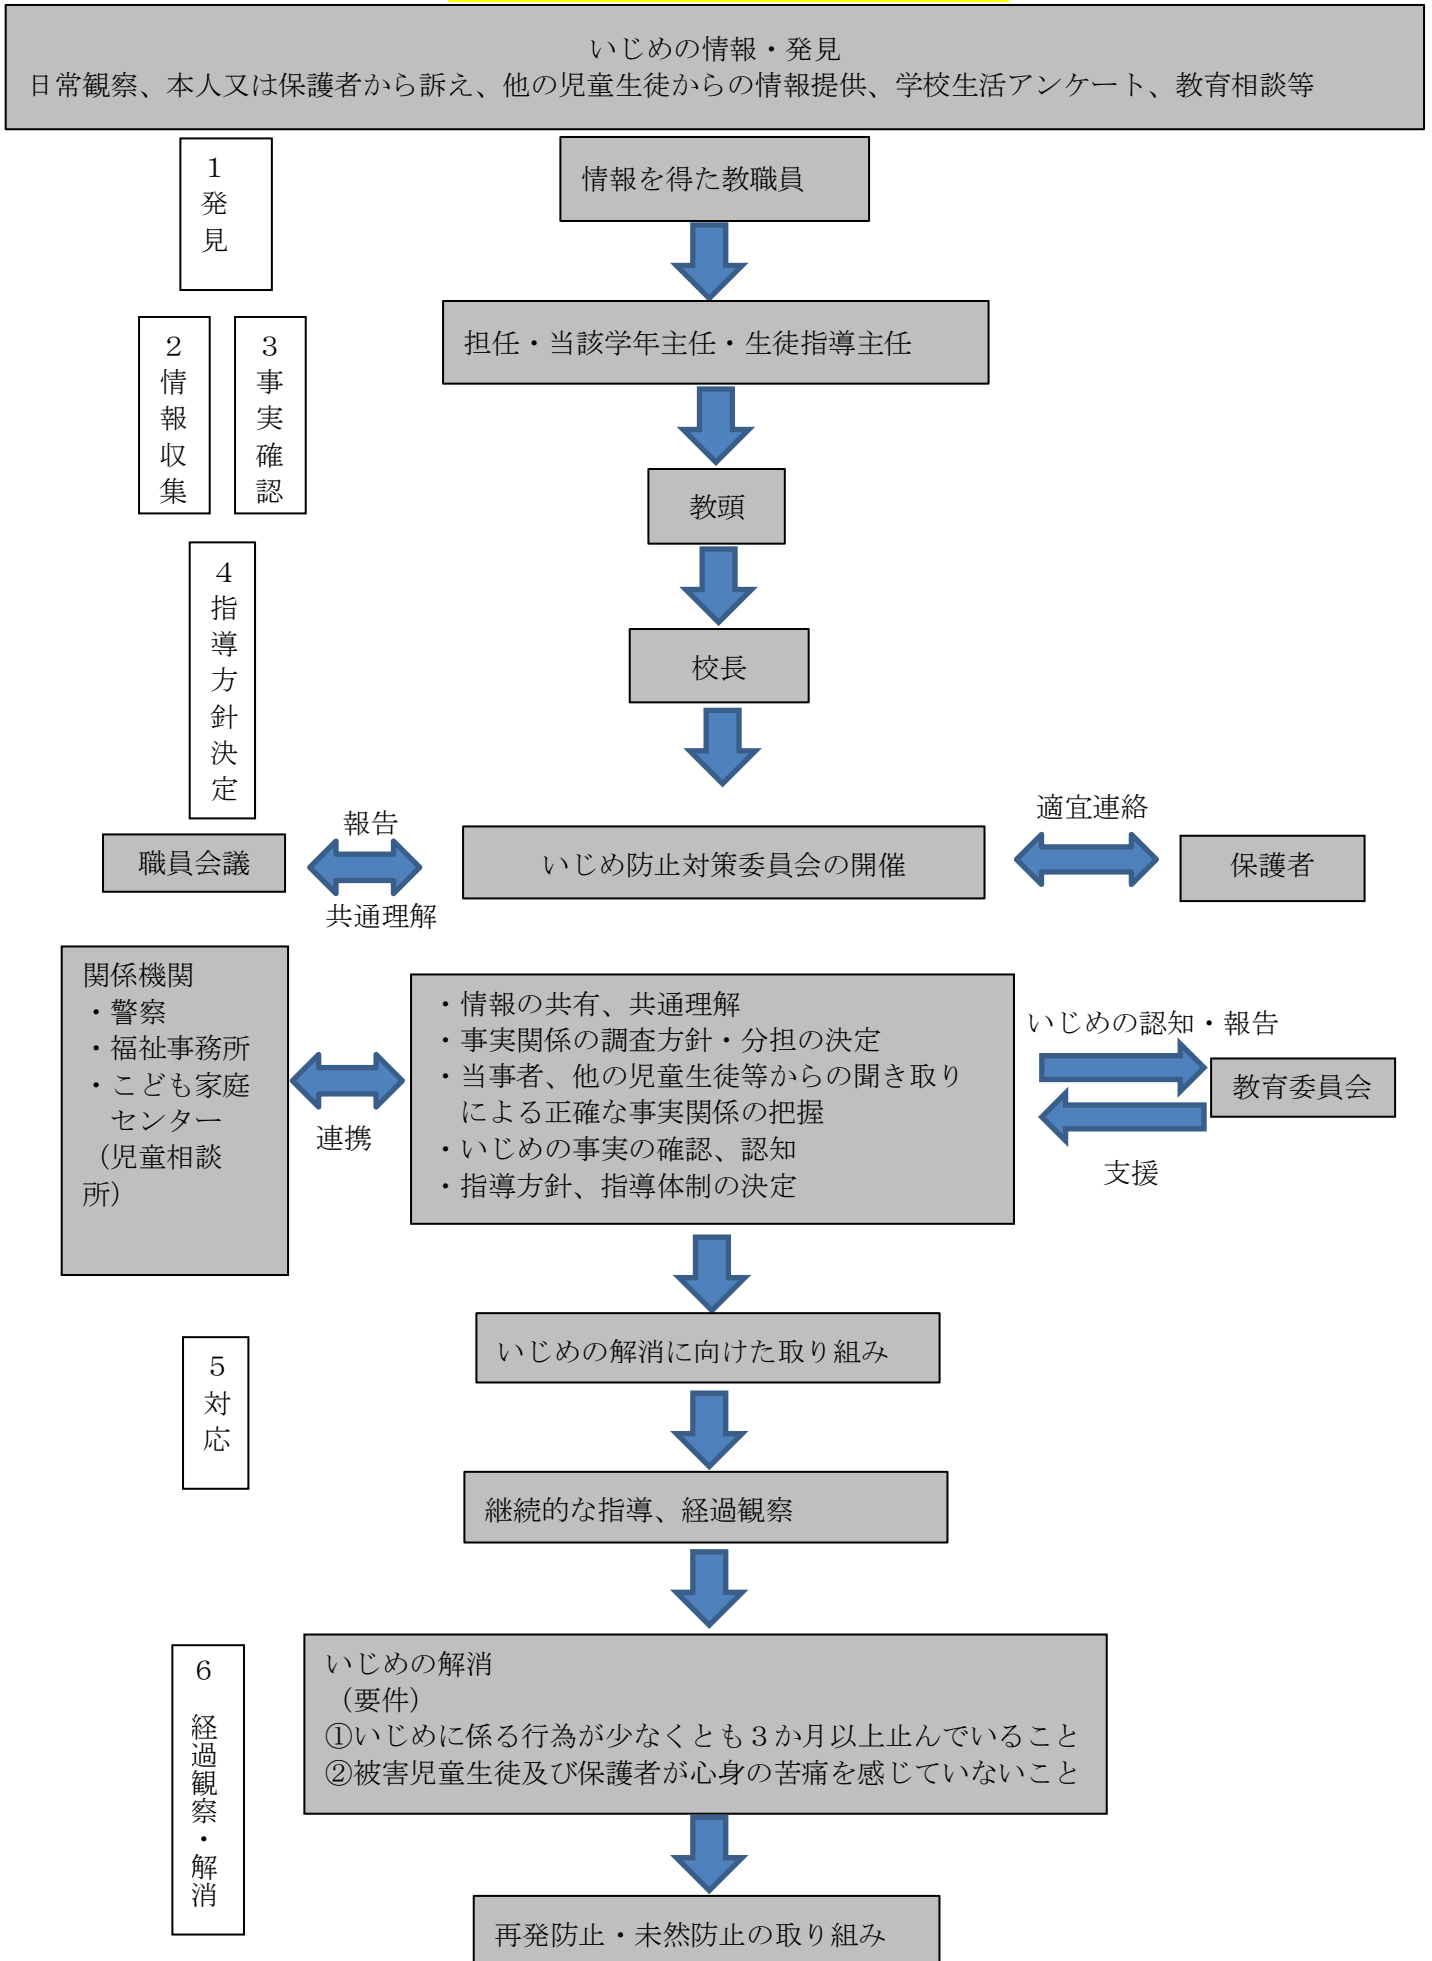 いじめの情報・発見
日常観察、本人又は保護者から訴え、他の児童生徒からの情報提供、学校生活アンケート、教育相談等
１
発
見
情報を得た教職員
２
情
報
収
集
３
事
実
確
認
担任・当該学年主任・生徒指導主任
教頭
４
指
導
方
針
決
定
校長
職員会議
報告
共通理解
いじめ防止対策委員会の開催
適宜連絡
保護者
関係機関
・警察
・福祉事務所
・こども家庭
センター
（児童相談
所）
連携
・情報の共有、共通理解
・事実関係の調査方針・分担の決定
・当事者、他の児童生徒等からの聞き取り
による正確な事実関係の把握
・いじめの事実の確認、認知
・指導方針、指導体制の決定
いじめの認知・報告
教育委員会
支援
いじめの解消に向けた取り組み
５
対
応
継続的な指導、経過観察
６
経過観察・解消
いじめの解消
（要件）
①いじめに係る行為が少なくとも３か月以上止んでいること
②被害児童生徒及び保護者が心身の苦痛を感じていないこと
再発防止・未然防止の取り組み